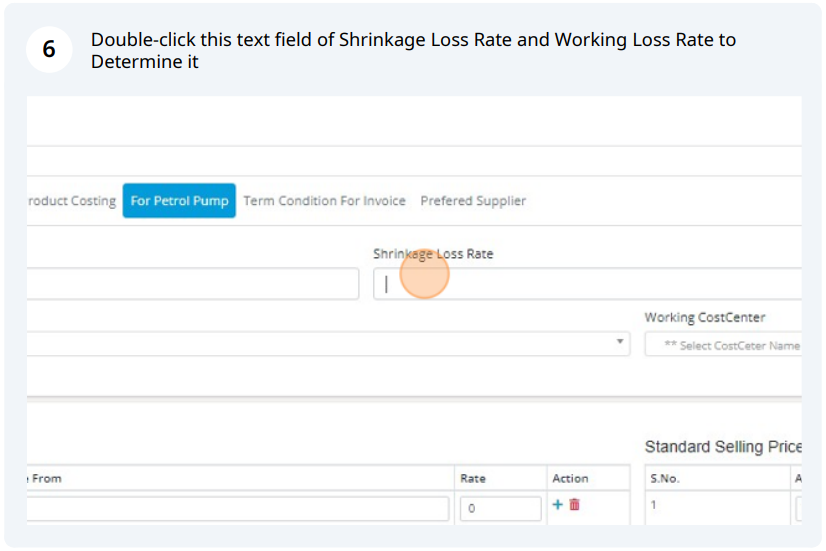 6
Double-click this text field of Shrinkage Loss Rate and Working Loss Rate to
Determine it
roduct Costing For Petrol Pump Term Condition For Invoice Prefered Supplier
Shrinkage Loss Rate
Working CostCenter
** Select CostCeter Name
Standard Selling Price
From Rate Action S.No. A
0 1